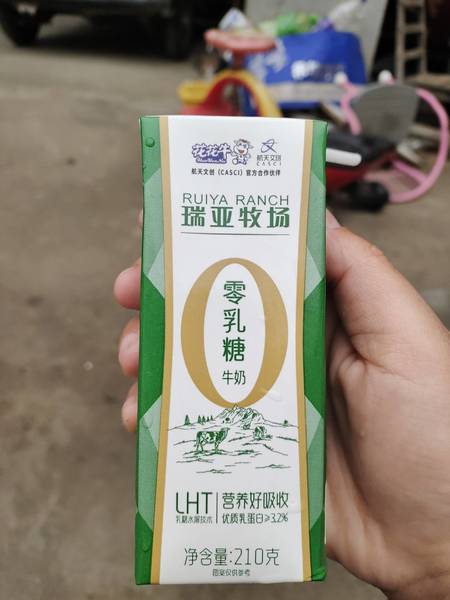 花花牛 航天文创
CASCI
航天文创（CASCI）官方合作伙伴
RUIYA RANCH
瑞亚牧场
0
零乳糖
牛奶
LHT 营养好吸收
乳糖水解技术 优质乳蛋白≥3.2%
净含量:210克
图案仅供参考